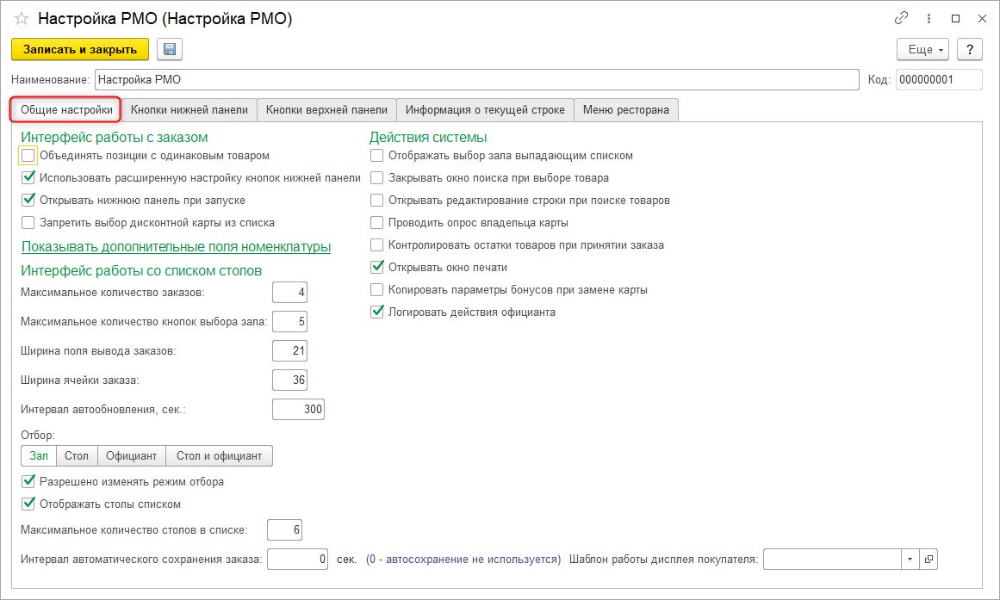 Настройка РМО (Настройка РМО)
Записать и закрыть
Еще
?
Наименование: Настройка РМО
Код: 000000001
Общие настройки
Кнопки нижней панели
Кнопки верхней панели
Информация о текущей строке
Меню ресторана
Интерфейс работы с заказом
Объединять позиции с одинаковым товаром
Использовать расширенную настройку кнопок нижней панели
Открывать нижнюю панель при запуске
Запретить выбор дисконтной карты из списка
Показывать дополнительные поля номенклатуры
Интерфейс работы со списком столов
Максимальное количество заказов: 4
Максимальное количество кнопок выбора зала: 5
Ширина поля вывода заказов: 21
Ширина ячейки заказа: 36
Интервал автообновления, сек.: 300
Отбор:
Зал
Стол
Официант
Стол и официант
Разрешено изменять режим отбора
Отображать столы списком
Максимальное количество столов в списке: 6
Интервал автоматического сохранения заказа: 0 сек. (0 - автосохранение не используется) Шаблон работы дисплея покупателя:
Действия системы
Отображать выбор зала выпадающим списком
Закрывать окно поиска при выборе товара
Открывать редактирование строки при поиске товаров
Проводить опрос владельца карты
Контролировать остатки товаров при принятии заказа
Открывать окно печати
Копировать параметры бонусов при замене карты
Логировать действия официанта